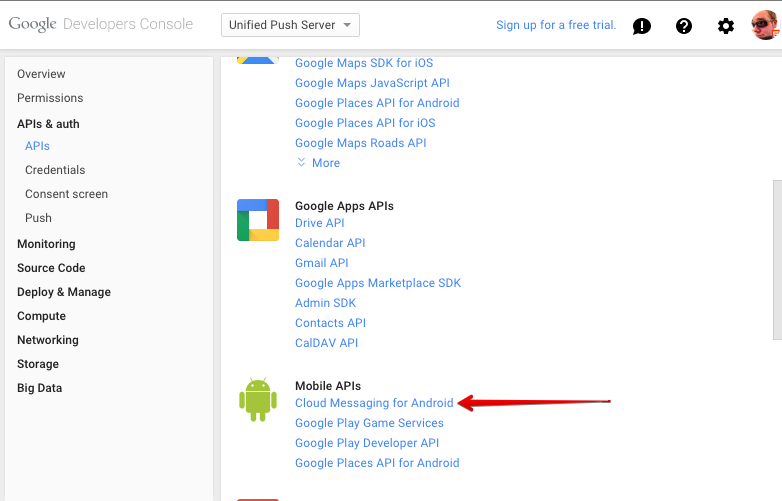 Google Developers Console
Unified Push Server
Sign up for a free trial.
Overview
Permissions
APIs & auth
APIs
Credentials
Consent screen
Push
Monitoring
Source Code
Deploy & Manage
Compute
Networking
Storage
Big Data
Google Maps SDK for iOS
Google Maps JavaScript API
Google Places API for Android
Google Places API for iOS
Google Maps Roads API
More
Google Apps APIs
Drive API
Calendar API
Gmail API
Google Apps Marketplace SDK
Admin SDK
Contacts API
CalDAV API
Mobile APIs
Cloud Messaging for Android
Google Play Game Services
Google Play Developer API
Google Places API for Android